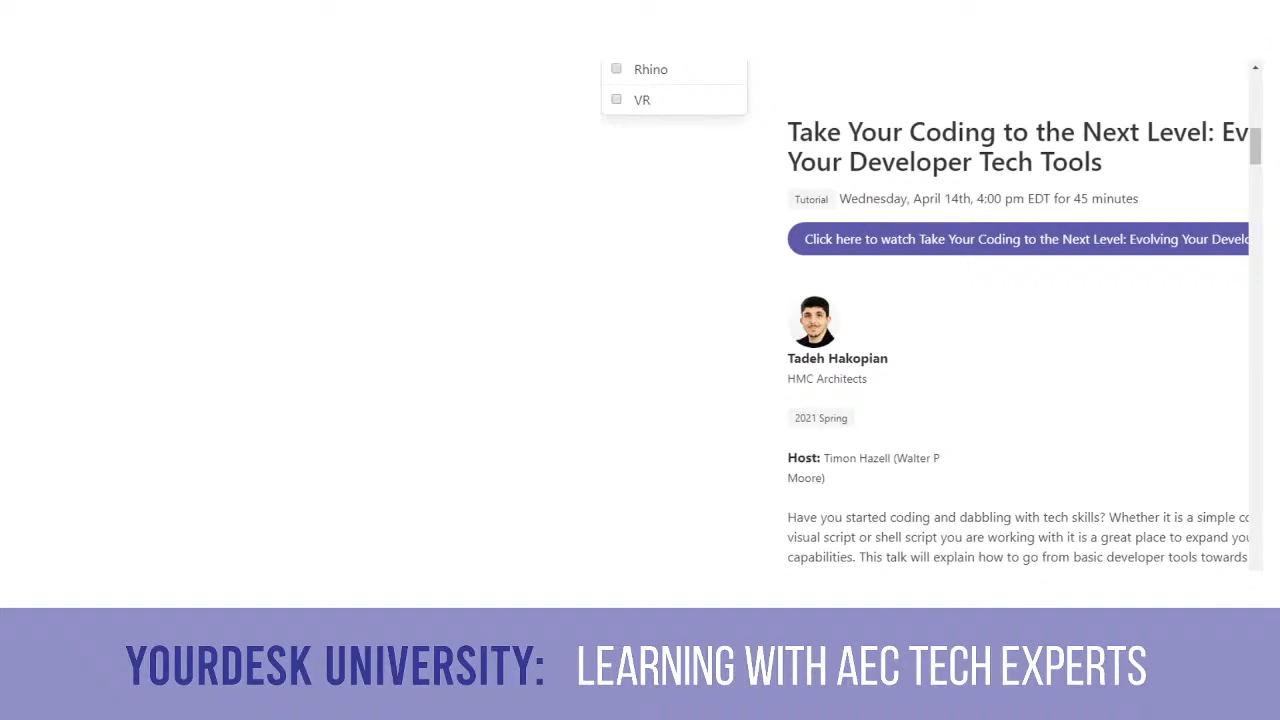 Rhino
VR
Take Your Coding to the Next Level: Ev
Your Developer Tech Tools
Tutorial Wednesday, April 14th, 4:00 pm EDT for 45 minutes
Click here to watch Take Your Coding to the Next Level: Evolving Your Develo
Tadeh Hakopian
HMC Architects
2021 Spring
Host: Timon Hazell (Walter P
Moore)
Have you started coding and dabbling with tech skills? Whether it is a simple co
visual script or shell script you are working with it is a great place to expand you
capabilities. This talk will explain how to go from basic developer tools towards
YOURDESK UNIVERSITY: LEARNING WITH AEC TECH EXPERTS